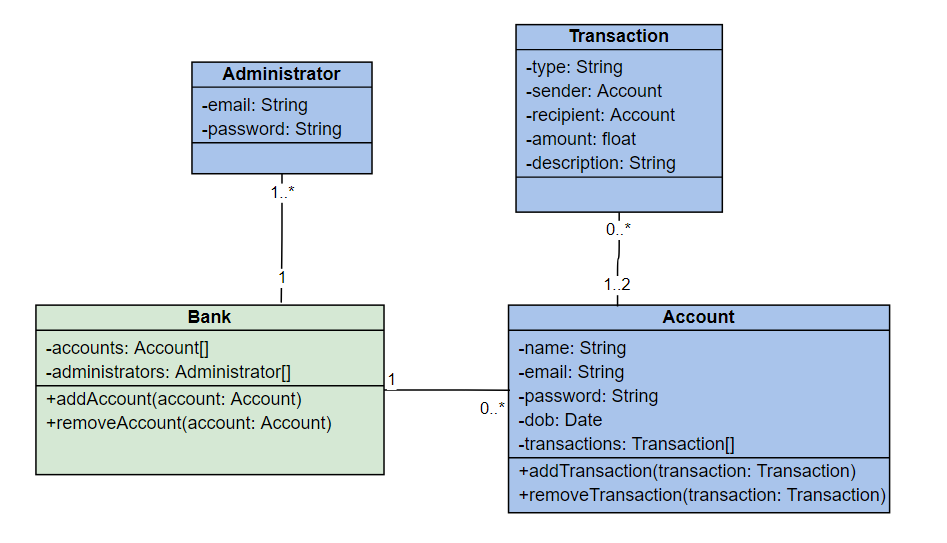 Transaction
-type: String
-sender: Account
-recipient: Account
-amount: float
-description: String
Administrator
-email: String
-password: String
1..*
0..*
1
1..2
Bank
-accounts: Account[]
-administrators: Administrator[]
+addAccount(account: Account)
+removeAccount(account: Account)
1
0..*
Account
-name: String
-email: String
-password: String
-dob: Date
-transactions: Transaction[]
+addTransaction(transaction: Transaction)
+removeTransaction(transaction: Transaction)